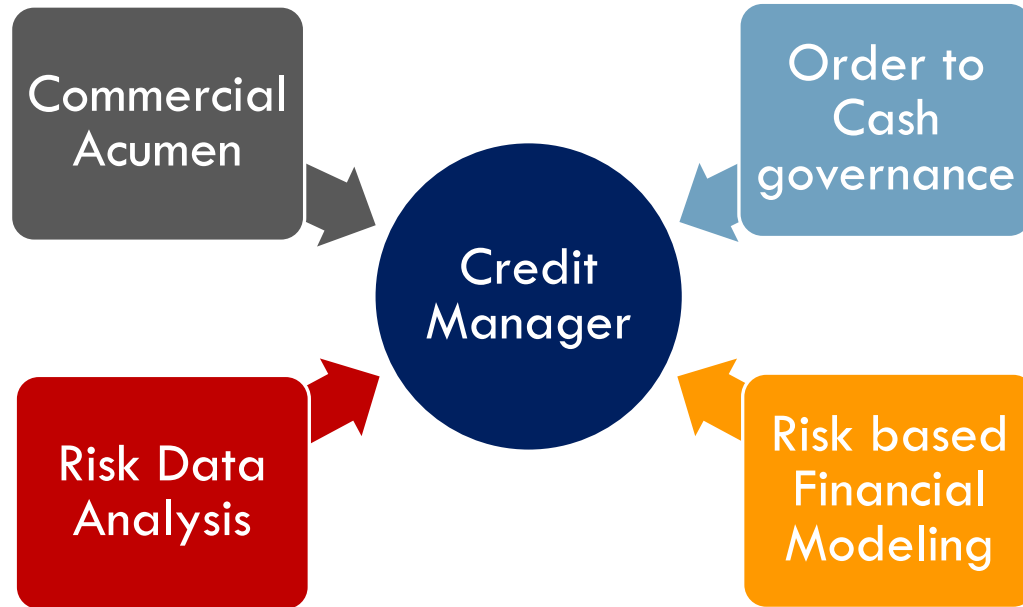 Commercial
Acumen
Order to
Cash
governance
Credit
Manager
Risk Data
Analysis
Risk based
Financial
Modeling